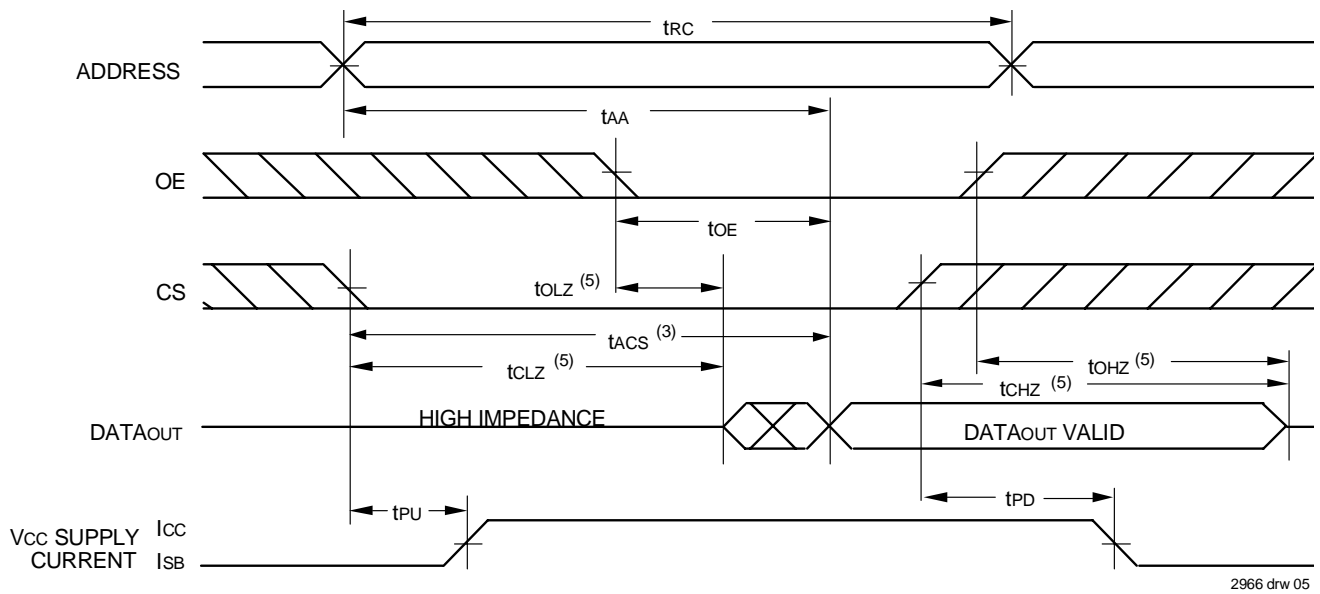 tRC
ADDRESS
tAA
OE
tOE
CS
tOLZ (5)
tACS (3)
tOHZ (5)
tCLZ (5)
tCHZ (5)
HIGH IMPEDANCE
DATAOUT
DATAOUT VALID
tPU
tPD
VCC SUPPLY ICC
CURRENT ISB
2966 drw 05